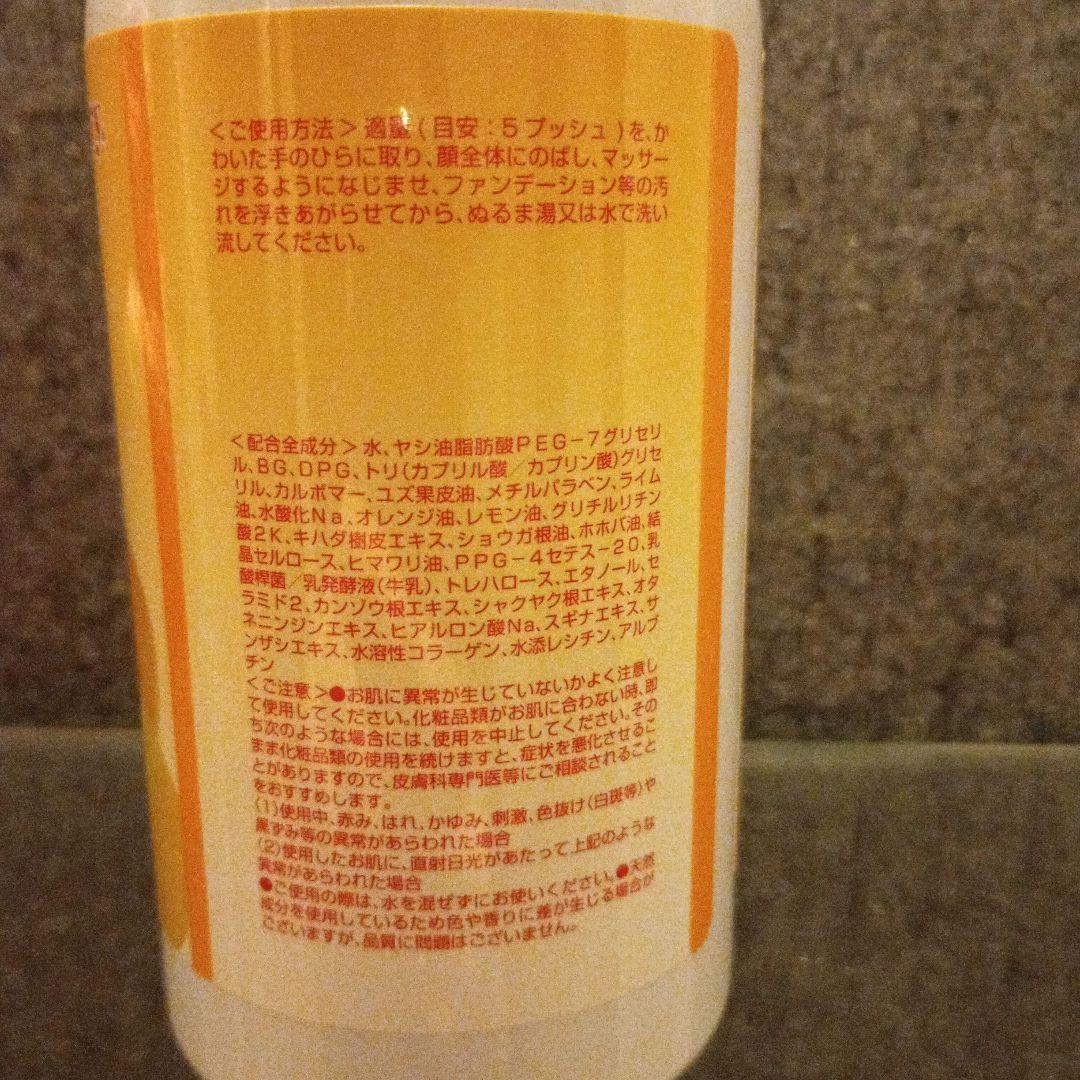 <ご使用方法>適量(目安:5プッシュ)を、か
わいた手のひらに取り、顔全体にのばし、マッサー
ジするようになじませ、ファンデーション等の汚
れを浮きあがらせてから、ぬるま湯又は水で洗い
流してください。
<配合全成分>水、ヤシ油脂肪酸PEG-7グリセリ
ル、BG、DPG、トリ(カプリル酸/カプリン酸)グリセ
リル、カルボマー、ユズ果皮油、メチルパラベン、ライム
油、水酸化Na、オレンジ油、レモン油、グリチルリチン
酸2K、キハダ樹皮エキス、ショウガ根油、ホホバ油、結
晶セルロース、ヒマワリ油、PPG-4セテス-20、乳
酸桿菌/乳発酵液(牛乳)、トレハロース、エタノール、セ
ラミド2、カンゾウ根エキス、シャクヤク根エキス、オタ
ネニンジンエキス、ヒアルロン酸Na、スギナエキス、サ
ンザシエキス、水溶性コラーゲン、水添レシチン、アルブ
チン
<ご注意>●お肌に異常が生じていないかよく注意し
て使用してください。化粧品類がお肌に合わない時、即
ち次のような場合には、使用を中止してください。その
まま化粧品類の使用を続けますと、症状を悪化させるこ
とがありますので、皮膚科専門医等にご相談されること
をおすすめします。
(1)使用中、赤み、はれ、かゆみ、刺激、色抜け(白斑等)や
黒ずみ等の異常があらわれた場合
(2)使用したお肌に、直射日光があたって上記のような
異常があらわれた場合
●ご使用の際は、水を混ぜずにお使いください。●天然
成分を使用しているため色や香りに差が生じる場合が
ございますが、品質に問題はございません。